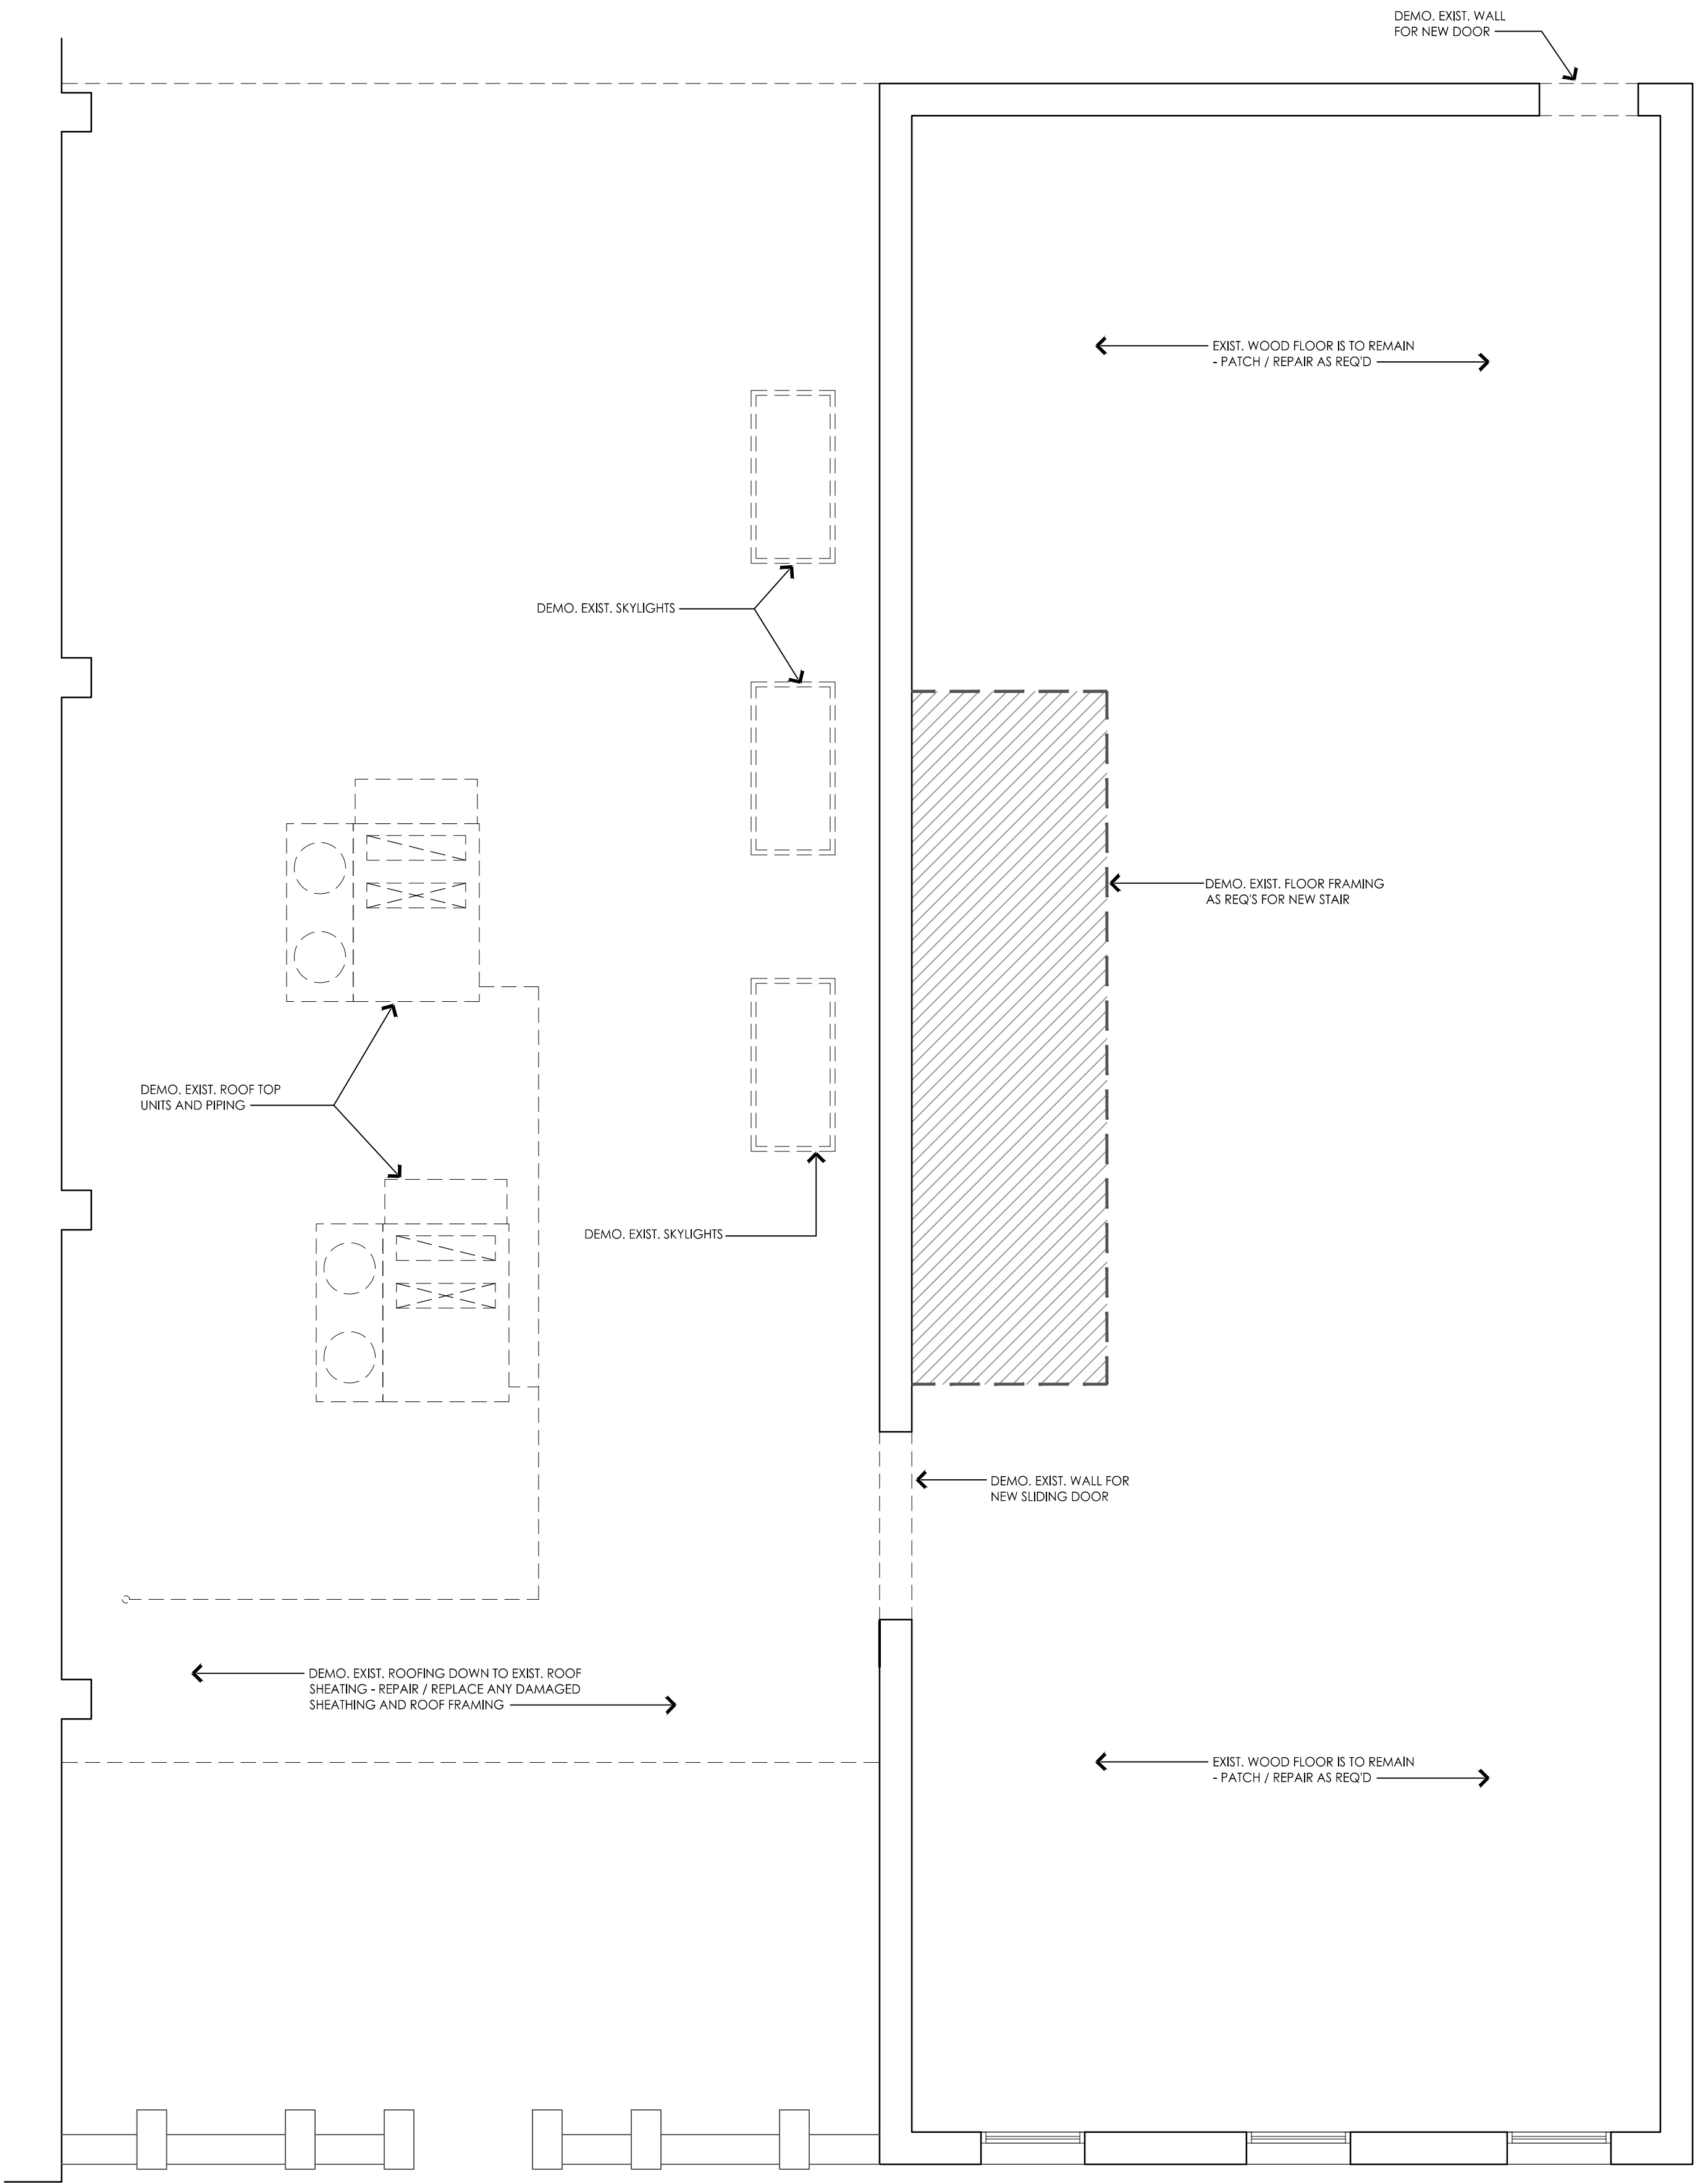 DEMO. EXIST. WALL
FOR NEW DOOR
EXIST. WOOD FLOOR IS TO REMAIN
- PATCH / REPAIR AS REQ'D
DEMO. EXIST. SKYLIGHTS
DEMO. EXIST. FLOOR FRAMING
AS REQ'S FOR NEW STAIR
DEMO. EXIST. ROOF TOP
UNITS AND PIPING
DEMO. EXIST. SKYLIGHTS
DEMO. EXIST. WALL FOR
NEW SLIDING DOOR
DEMO. EXIST. ROOFING DOWN TO EXIST. ROOF
SHEATING - REPAIR / REPLACE ANY DAMAGED
SHEATHING AND ROOF FRAMING
EXIST. WOOD FLOOR IS TO REMAIN
- PATCH / REPAIR AS REQ'D